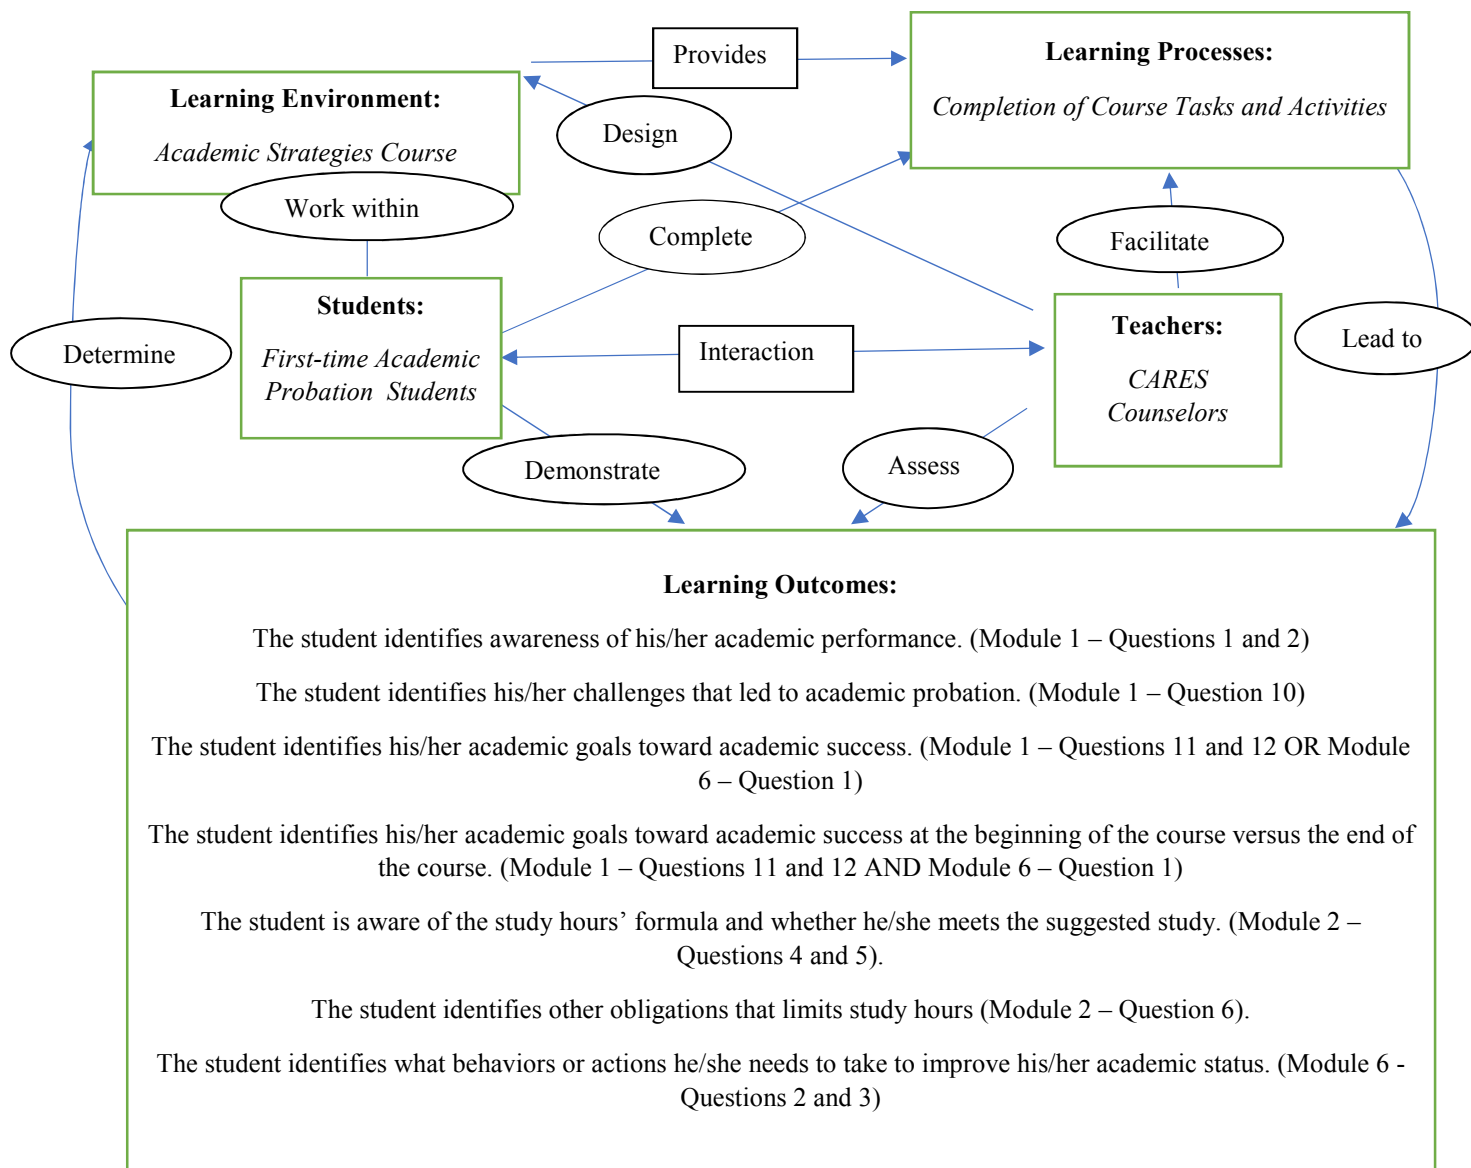 Provides
Learning Processes:
Completion of Course Tasks and Activities
Learning Environment:
Academic Strategies Course
Design
Work within
Complete
Facilitate
Students:
First-time Academic
Probation Students
Determine
Interaction
Teachers:
CARES
Counselors
Lead to
Demonstrate
Assess
Learning Outcomes:
The student identifies awareness of his/her academic performance. (Module 1 – Questions 1 and 2)
The student identifies his/her challenges that led to academic probation. (Module 1 – Question 10)
The student identifies his/her academic goals toward academic success. (Module 1 – Questions 11 and 12 OR Module
6 – Question 1)
The student identifies his/her academic goals toward academic success at the beginning of the course versus the end of
the course. (Module 1 – Questions 11 and 12 AND Module 6 – Question 1)
The student is aware of the study hours’ formula and whether he/she meets the suggested study. (Module 2 –
Questions 4 and 5).
The student identifies other obligations that limits study hours (Module 2 – Question 6).
The student identifies what behaviors or actions he/she needs to take to improve his/her academic status. (Module 6 -
Questions 2 and 3)